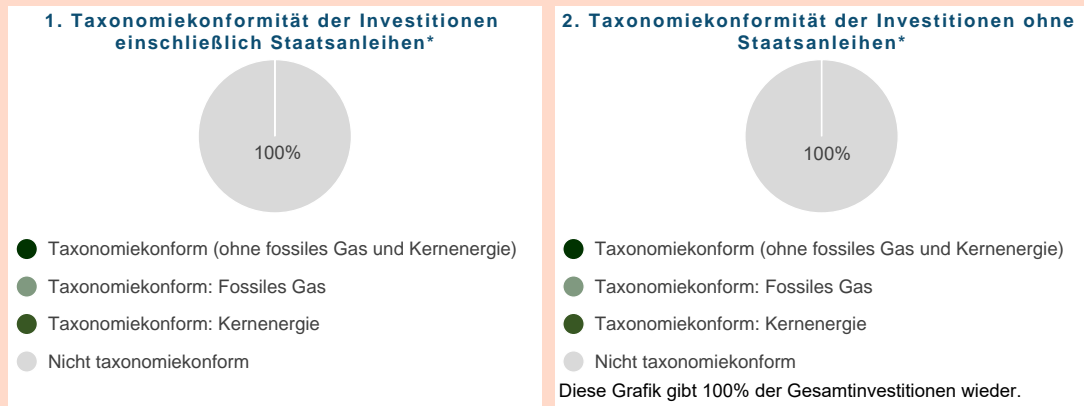 1. Taxonomiekonformität der Investitionen
einschließlich Staatsanleihen*
100%
Taxonomiekonform (ohne fossiles Gas und Kernenergie)
Taxonomiekonform: Fossiles Gas
Taxonomiekonform: Kernenergie
Nicht taxonomiekonform
2. Taxonomiekonformität der Investitionen ohne
Staatsanleihen*
100%
Taxonomiekonform (ohne fossiles Gas und Kernenergie)
Taxonomiekonform: Fossiles Gas
Taxonomiekonform: Kernenergie
Nicht taxonomiekonform
Diese Grafik gibt 100% der Gesamtinvestitionen wieder.